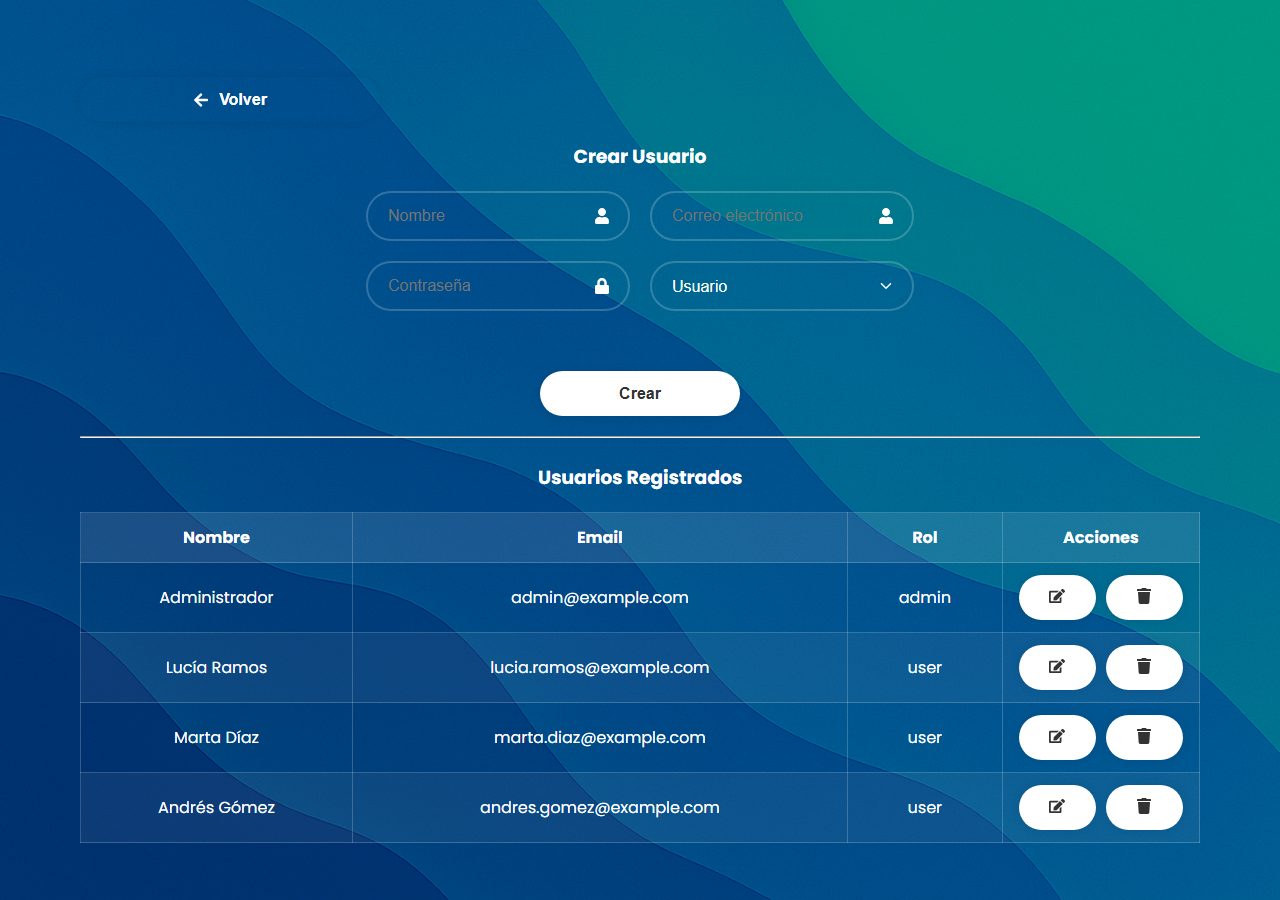 Volver
Crear Usuario
Nombre Correo electrónico
Contraseña Usuario
Crear
Usuarios Registrados
Nombre Email Rol Acciones
Administrador admin@example.com admin
Lucía Ramos lucia.ramos@example.com user
Marta Díaz marta.diaz@example.com user
Andrés Gómez andres.gomez@example.com user